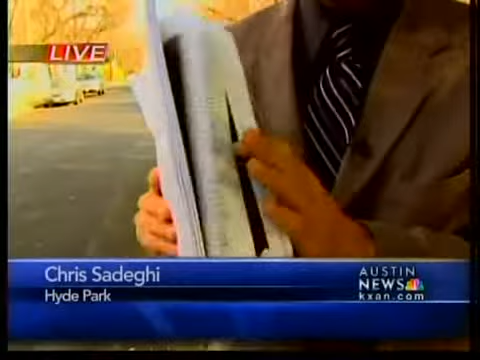 LIVE
Chris Sadeghi
Hyde Park
AUSTIN
NEWS
kxan.com